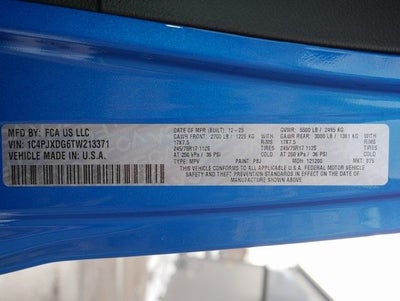 MFD BY: FCA US LLC
VIN: 1C4PJXDG6TW213371
VEHICLE MADE IN U.S.A.
DATE OF MFR (BUILT): 12-25 GVWR: 5500 LB / 2495 KG
GAWR FRONT: 2700 LB / 1225 KG WITH GAWR REAR: 3000 LB / 1361 KG WITH
17X7.5 RIMS 17X7.5 RIMS
245/75R17 112S TIRES 245/75R17 112S TIRES
AT 250 kPa / 36 PSI COLD AT 250 kPa / 36 PSI COLD
TYPE: MPV PAINT: PBJ MDH: 121200 MKT: B75
THIS VEHICLE CONFORMS TO ALL APPLICABLE U.S.A. FEDERAL MOTOR VEHICLE
SAFETY AND THEFT PREVENTION STANDARDS IN EFFECT ON THE
DATE OF MANUFACTURE SHOWN ABOVE.